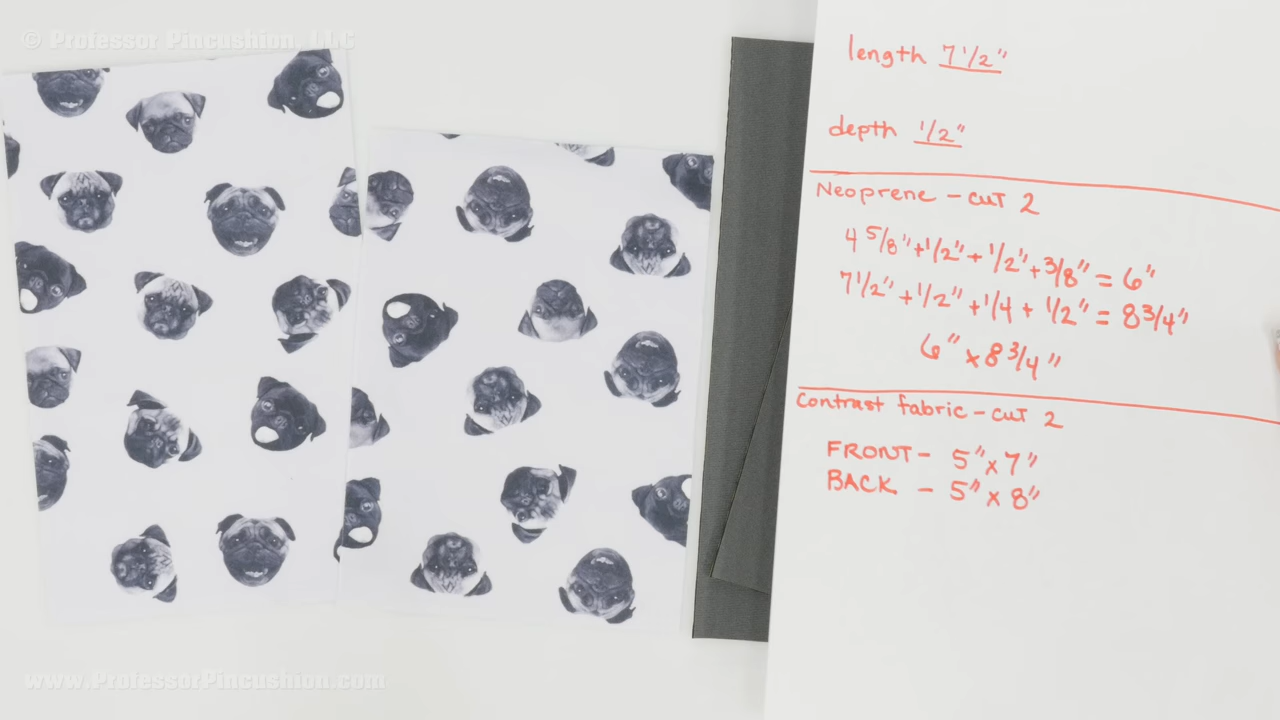 © Professor Pincushion, LLC
length 7 1/2"
depth 1/2"
Neoprene - cut 2
4 5/8" + 1/2" + 1/2" + 3/8" = 6"
7 1/2" + 1/2" + 1/4 + 1/2" = 8 3/4"
6" x 8 3/4"
Contrast fabric - cut 2
FRONT - 5" x 7"
BACK - 5" x 8"
www.ProfessorPincushion.com